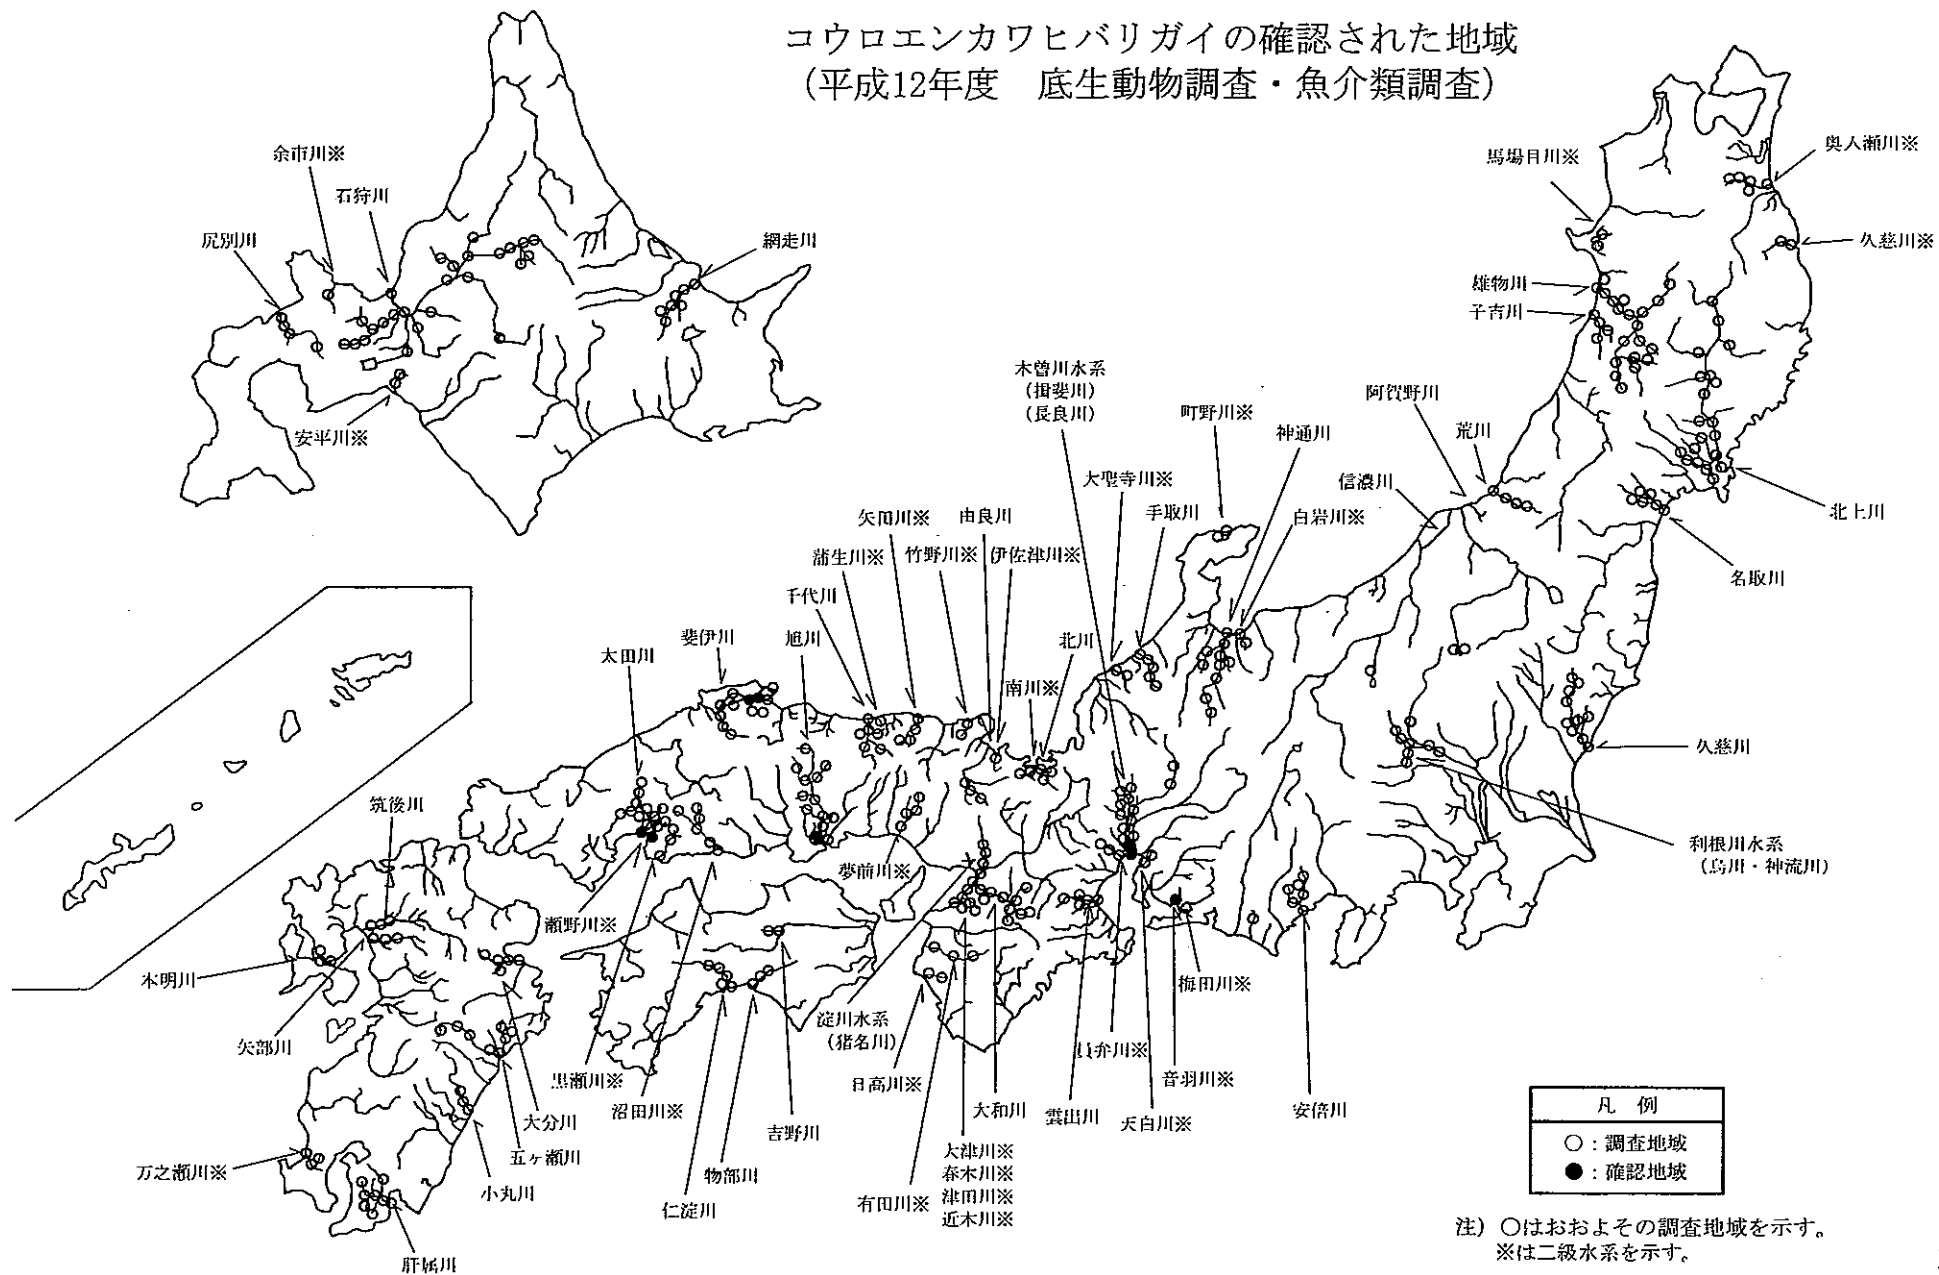 コウロエンカワヒバリガイの確認された地域
(平成12年度 底生動物調査・魚介類調査)
余市川※
石狩川
尻別川
網走川
安平川※
馬場目川※
奥入瀬川※
久慈川※
雄物川
子吉川
北上川
名取川
木曽川水系
(揖斐川)
(長良川)
町野川※
神通川
阿賀野川
荒川
信濃川
白岩川※
大聖寺川※
手取川
矢田川※
由良川
蒲生川※
竹野川※
伊佐津川※
千代川
北川
南川※
斐伊川
旭川
太田川
久慈川
利根川水系
(烏川・神流川)
筑後川
夢前川※
瀬野川※
本明川
矢部川
黒瀬川※
沼田川※
淀川水系
(猪名川)
梅田川※
員弁川※
音羽川※
日高川※
大和川
雲出川
天白川※
安倍川
大分川
五ヶ瀬川
小丸川
万之瀬川※
肝属川
仁淀川
物部川
吉野川
有田川※
大津川※
春木川※
津田川※
近木川※
凡 例
○:調査地域
●:確認地域
注) ○はおおよその調査地域を示す。
※は二級水系を示す。